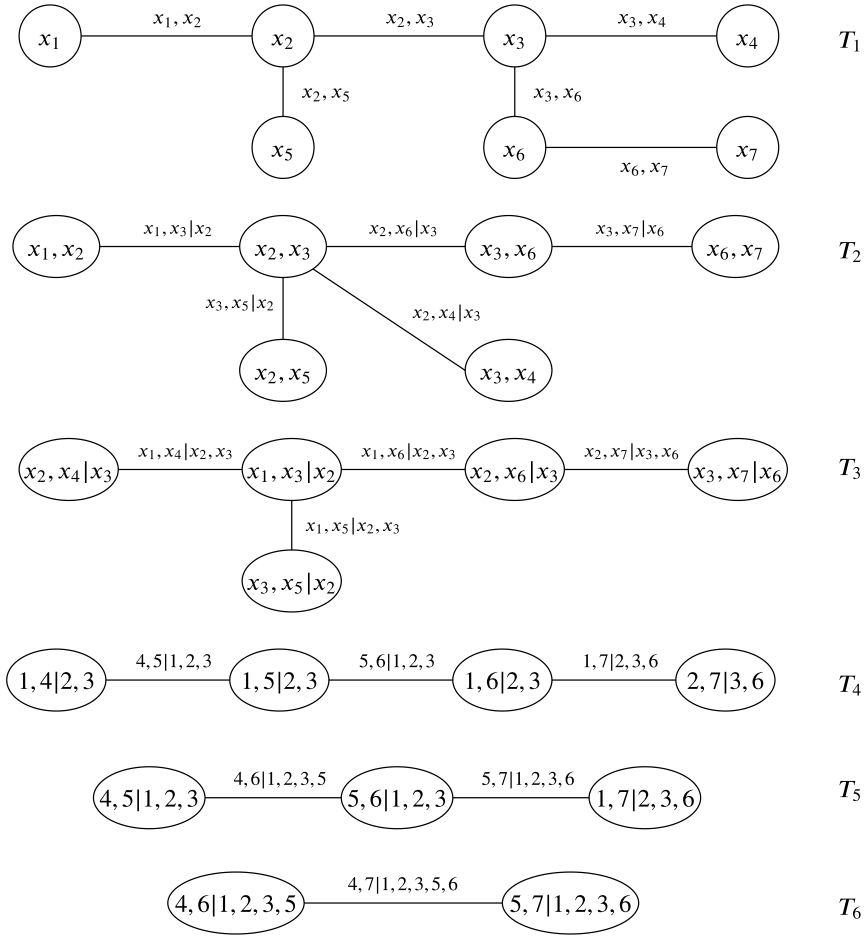 x₁, x₂ x₂, x₃ x₃, x₄
x₁ x₂ x₃ x₄ T₁
x₂, x₅ x₃, x₆
x₅ x₆ x₇
x₆, x₇
x₁, x₃|x₂ x₂, x₆|x₃ x₃, x₇|x₆
x₁, x₂ x₂, x₃ x₃, x₆ x₆, x₇ T₂
x₃, x₅|x₂ x₂, x₄|x₃
x₂, x₅ x₃, x₄
x₁, x₄|x₂, x₃ x₁, x₆|x₂, x₃ x₂, x₇|x₃, x₆
x₂, x₄|x₃ x₁, x₃|x₂ x₂, x₆|x₃ x₃, x₇|x₆ T₃
x₁, x₅|x₂, x₃
x₃, x₅|x₂
4, 5|1, 2, 3 5, 6|1, 2, 3 1, 7|2, 3, 6
1, 4|2, 3 1, 5|2, 3 1, 6|2, 3 2, 7|3, 6 T₄
4, 6|1, 2, 3, 5 5, 7|1, 2, 3, 6
4, 5|1, 2, 3 5, 6|1, 2, 3 1, 7|2, 3, 6 T₅
4, 7|1, 2, 3, 5, 6
4, 6|1, 2, 3, 5 5, 7|1, 2, 3, 6 T₆